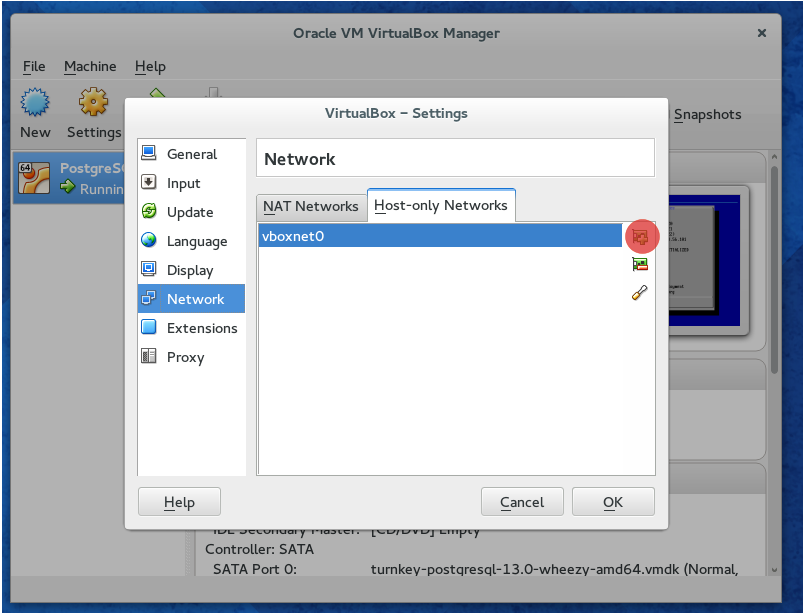 Oracle VM VirtualBox Manager
File Machine Help
New Settings
Snapshots
64
Runnin
VirtualBox – Settings
General
Input
Update
Language
Display
Network
Extensions
Proxy
Network
NAT Networks Host-only Networks
vboxnet0
Help Cancel OK
IDE Secondary Master: [CD/DVD] Empty
Controller: SATA
SATA Port 0: turnkey-postgresql-13.0-wheezy-amd64.vmdk (Normal,